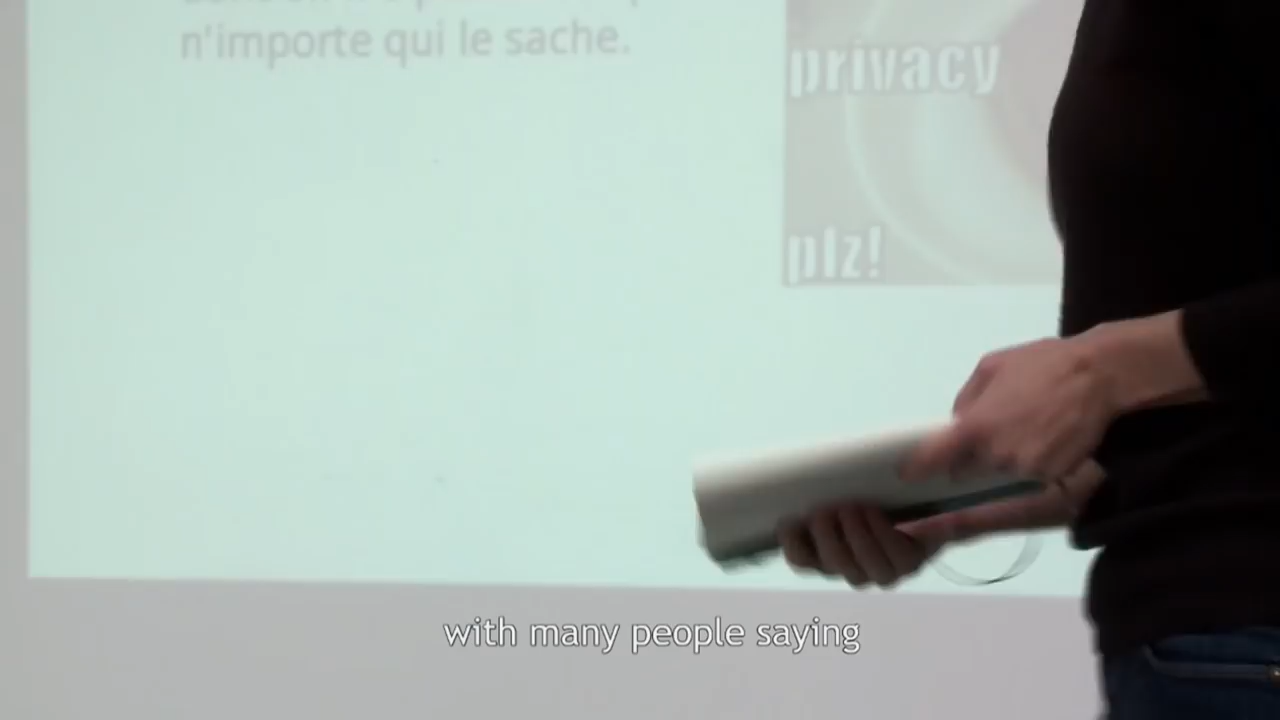 n'importe qui le sache.
privacy
plz!
with many people saying